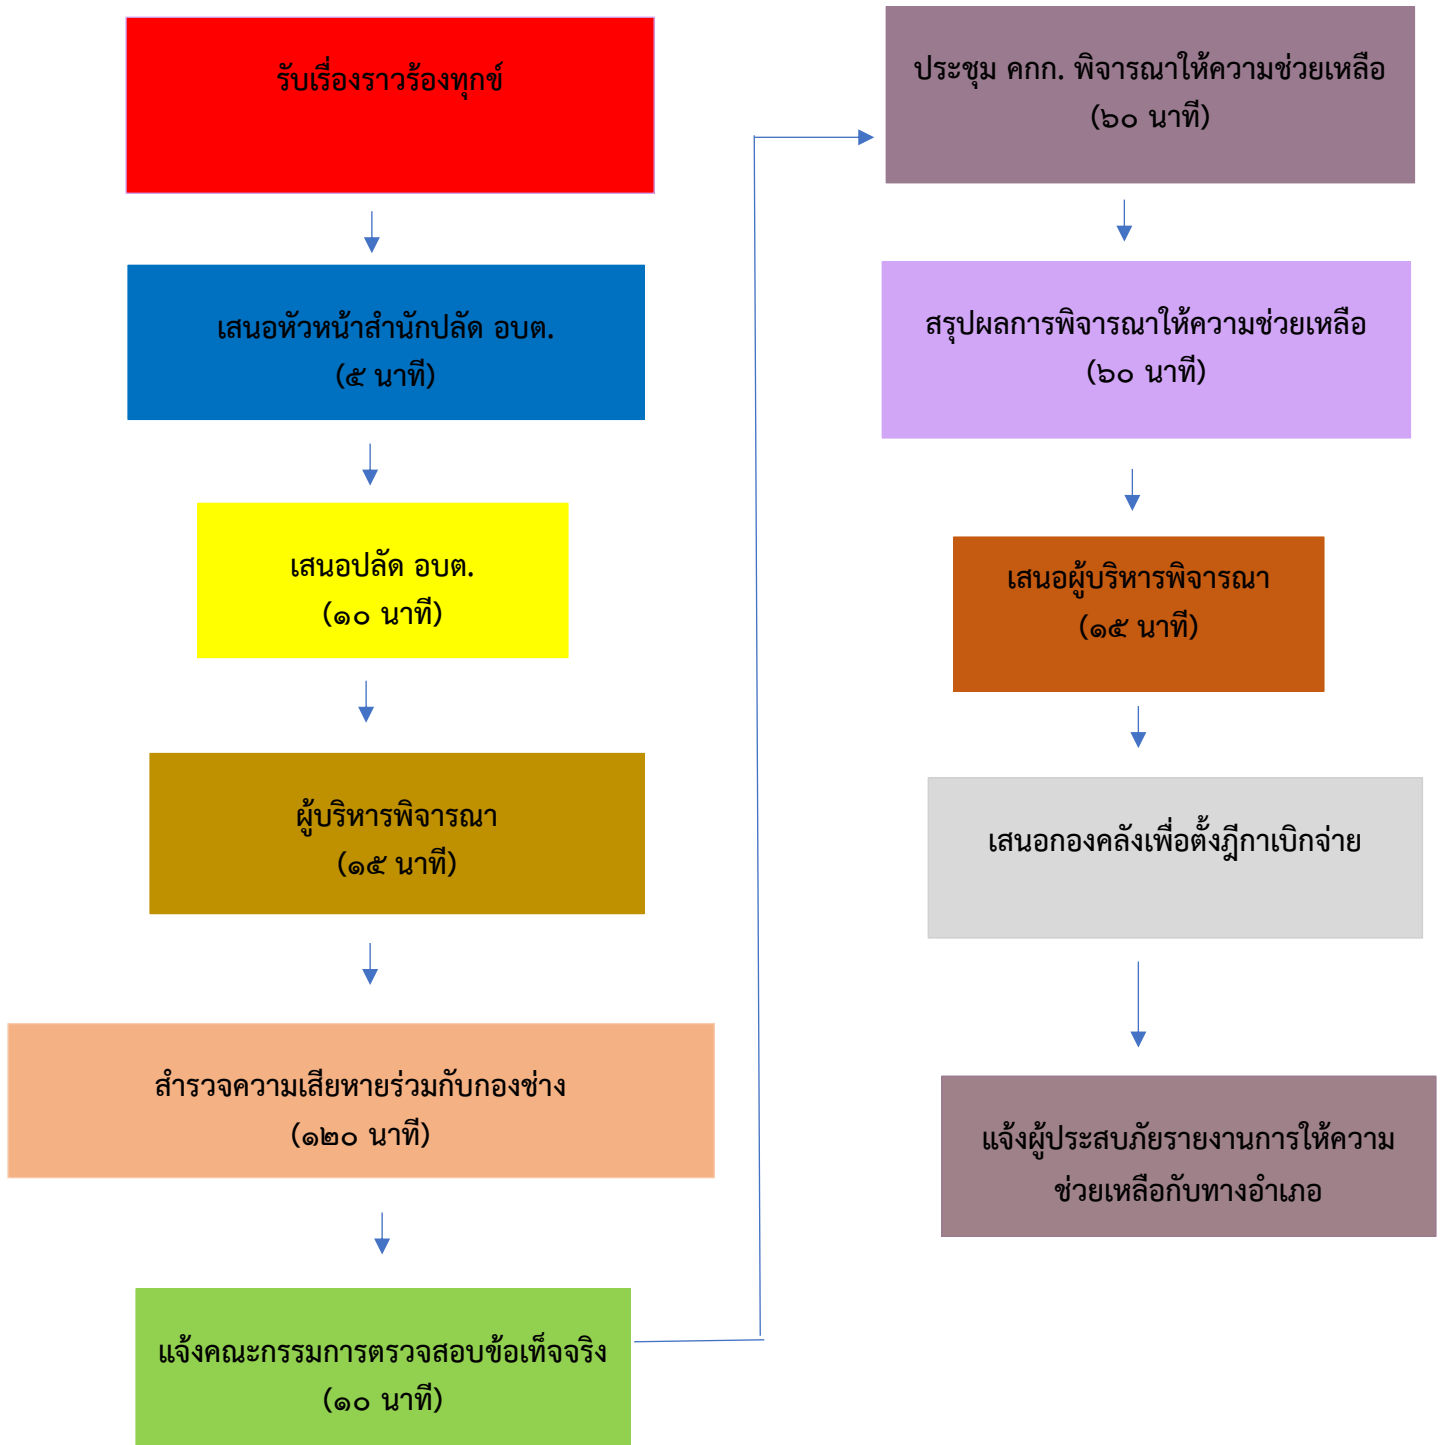 รับเรื่องราวร้องทุกข์
เสนอหัวหน้าสำนักปลัด อบต.
(๕ นาที)
เสนอปลัด อบต.
(๑๐ นาที)
ผู้บริหารพิจารณา
(๑๕ นาที)
สำรวจความเสียหายร่วมกับกองช่าง
(๑๒๐ นาที)
แจ้งคณะกรรมการตรวจสอบข้อเท็จจริง
(๑๐ นาที)
ประชุม คกก. พิจารณาให้ความช่วยเหลือ
(๖๐ นาที)
สรุปผลการพิจารณาให้ความช่วยเหลือ
(๖๐ นาที)
เสนอผู้บริหารพิจารณา
(๑๕ นาที)
เสนอกองคลังเพื่อตั้งฎีกาเบิกจ่าย
แจ้งผู้ประสบภัยรายงานการให้ความ
ช่วยเหลือกับทางอำเภอ